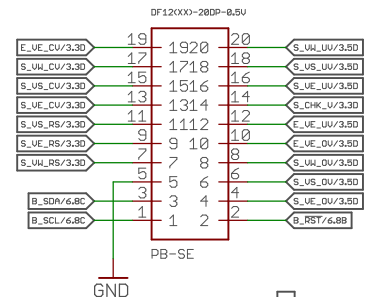 DF12(XX)-20DP-0.5V
E_VE_CV/3.3D 19 1920 20 S_VW_UV/3.5D
S_VW_CV/3.3D 17 1718 18 S_VS_UV/3.5D
S_VS_CV/3.3D 15 1516 16 S_VE_UV/3.5D
S_VE_CV/3.3D 13 1314 14 S_CHK_V/3.3D
S_VS_RS/3.3D 11 1112 12 E_VE_UV/3.5D
S_VE_RS/3.3D 9 9 10 10 E_VE_OV/3.5D
S_VW_RS/3.3D 7 7 8 8 S_VW_OV/3.5D
5 5 6 6 S_VS_OV/3.5D
B_SDA/6.8C 3 3 4 4 S_VE_OV/3.5D
B_SCL/6.8C 1 1 2 2 B_RST/6.8B
PB-SE
GND